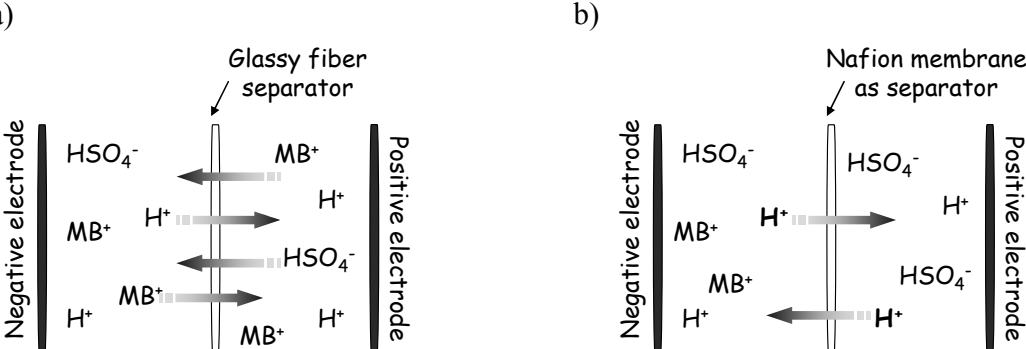 a)
Glassy fiber
separator
Negative electrode
HSO₄⁻
MB⁺
H⁺
H⁺
MB⁺
HSO₄⁻
MB⁺
H⁺
MB⁺
H⁺
Positive electrode
b)
Nafion membrane
as separator
Negative electrode
HSO₄⁻
HSO₄⁻
H⁺
H⁺
MB⁺
HSO₄⁻
MB⁺
H⁺
H⁺
Positive electrode